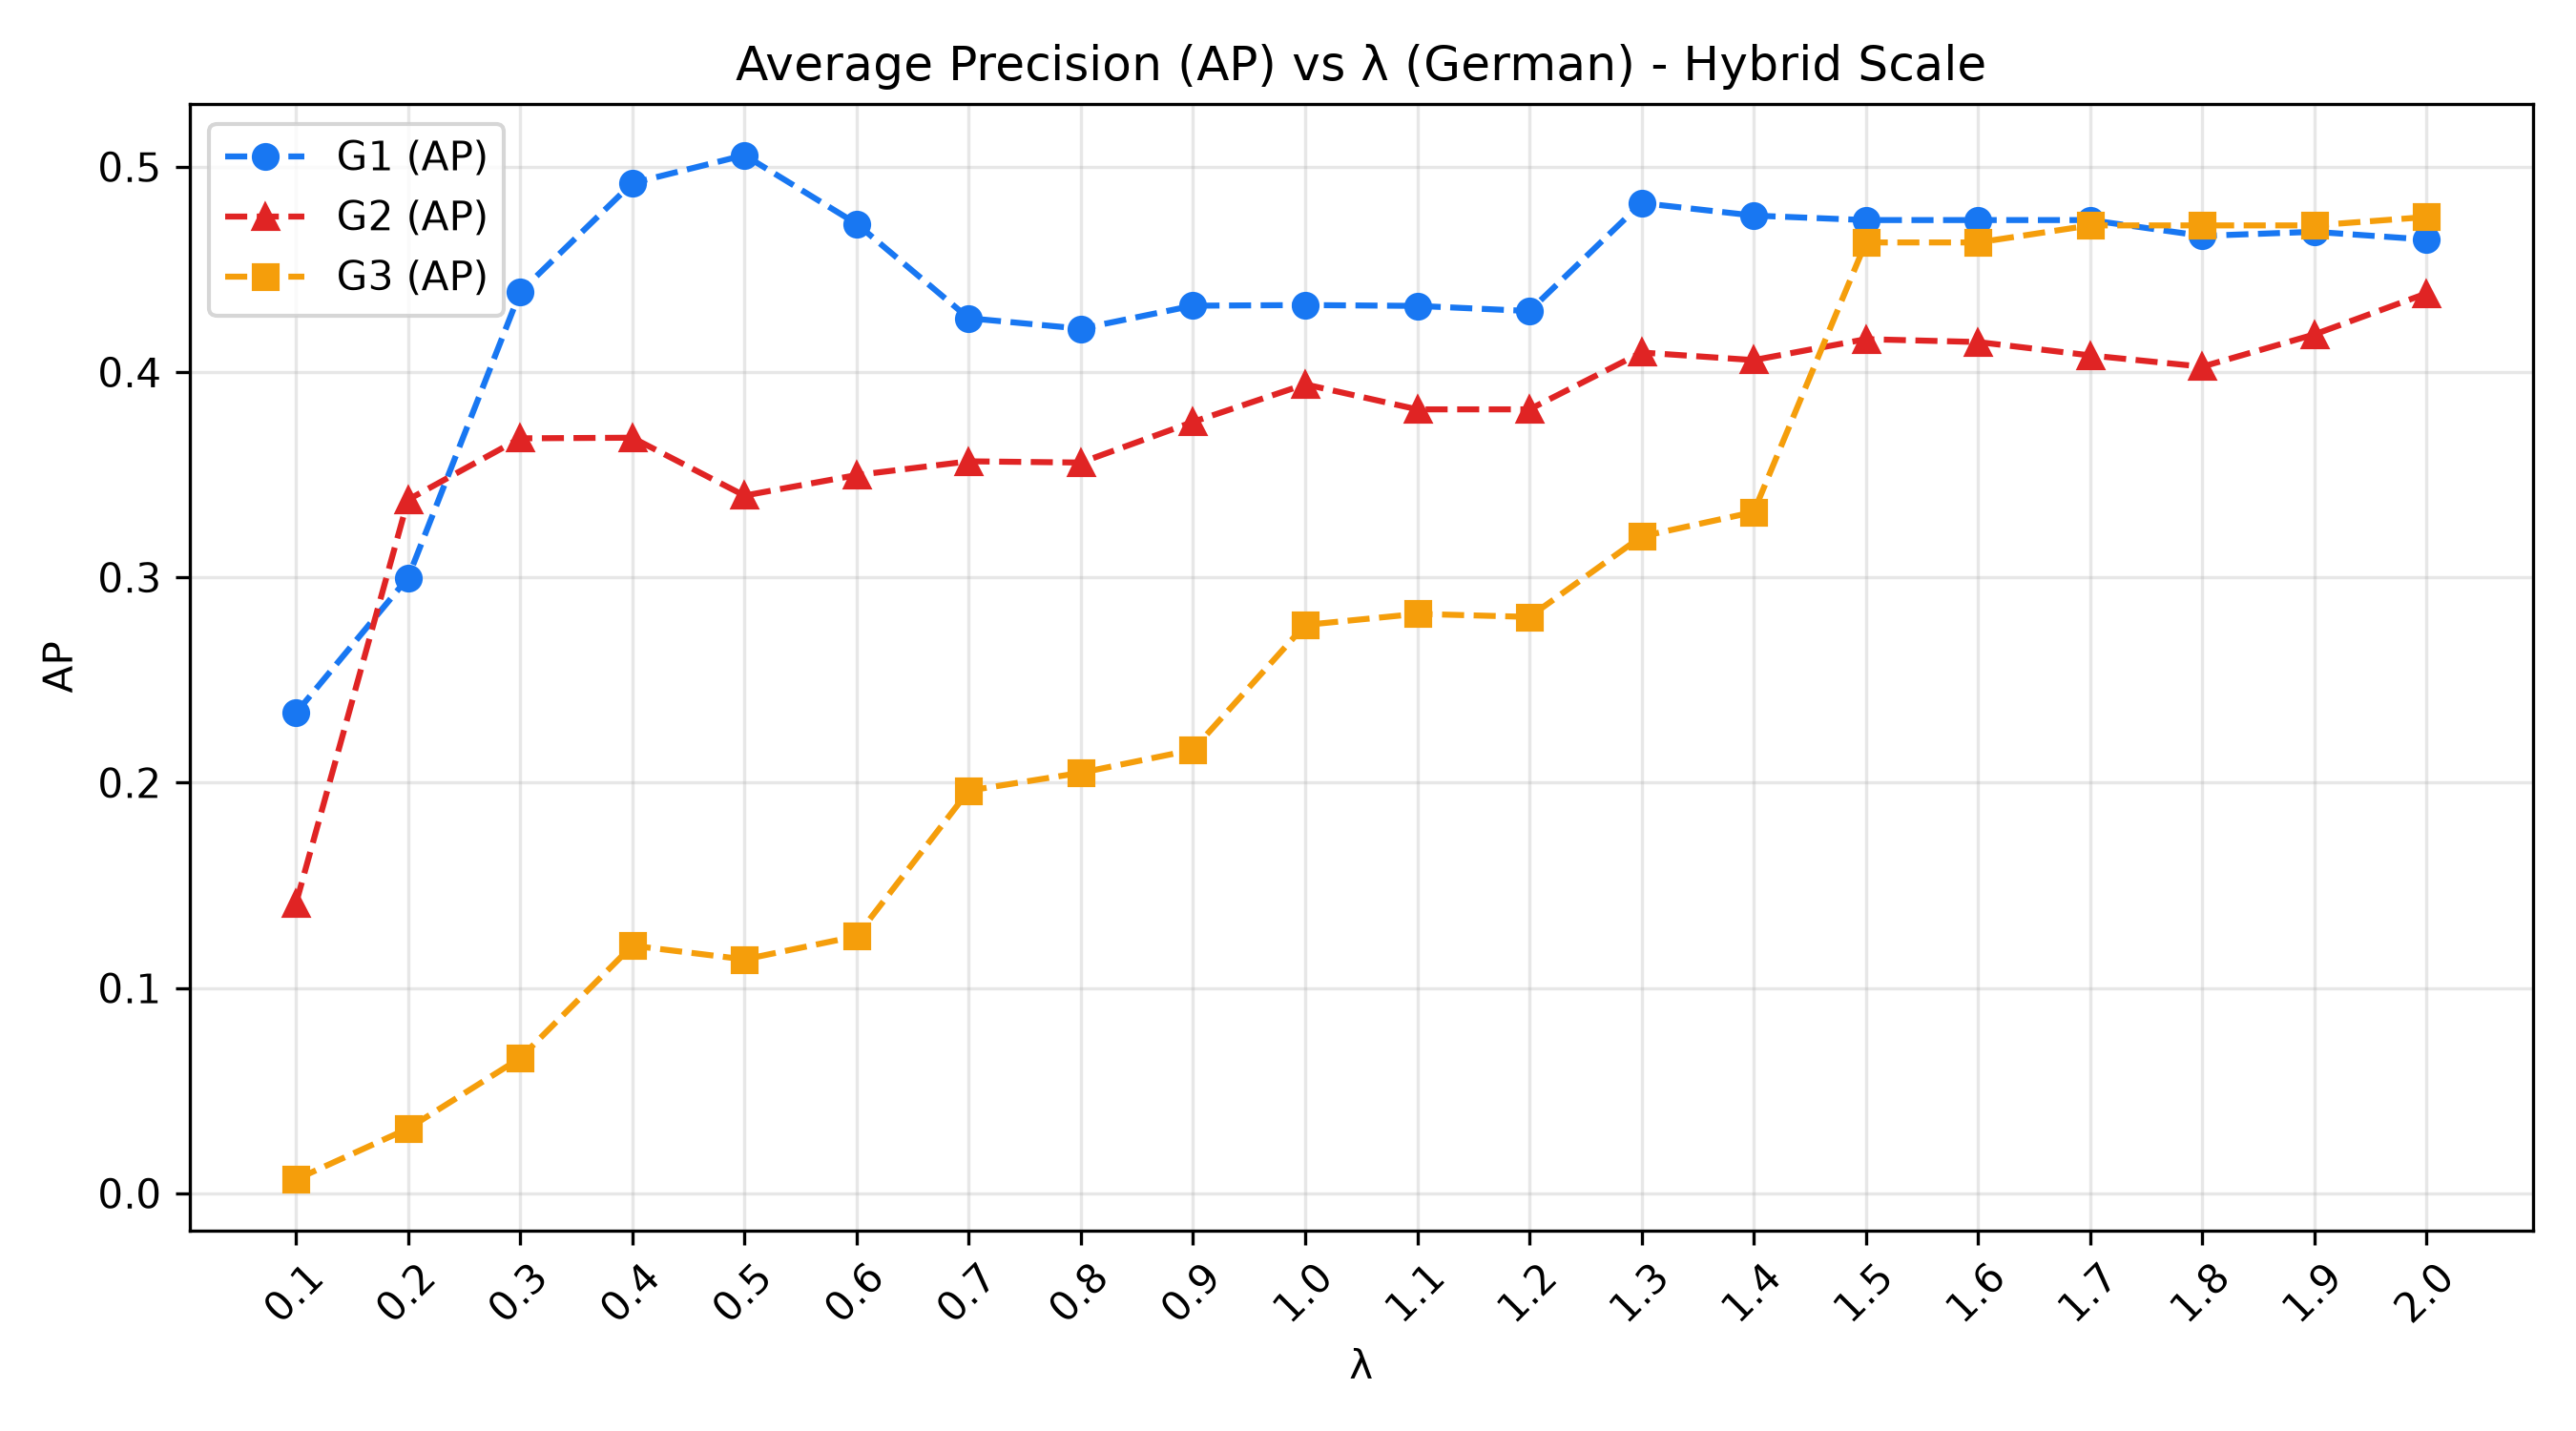 Average Precision (AP) vs λ (German) - Hybrid Scale
G1 (AP)
G2 (AP)
G3 (AP)
AP
0.5
0.4
0.3
0.2
0.1
0.0
0.1 0.2 0.3 0.4 0.5 0.6 0.7 0.8 0.9 1.0 1.1 1.2 1.3 1.4 1.5 1.6 1.7 1.8 1.9 2.0
λ